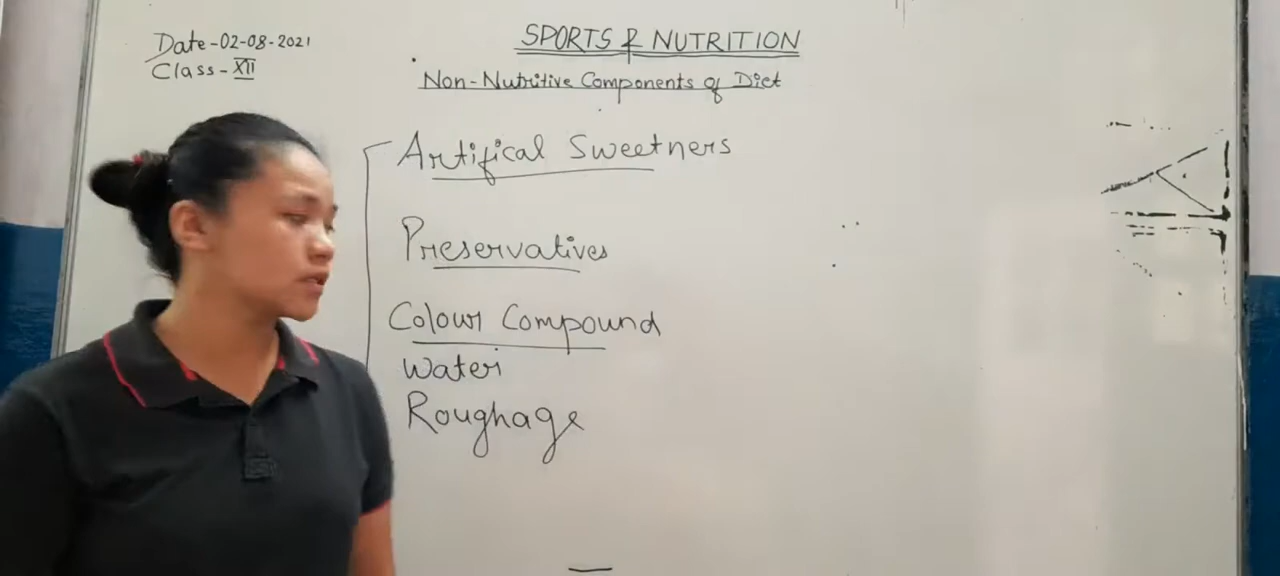 Date-02-08-2021
Class-XII
SPORTS & NUTRITION
Non-Nutritive Components of Diet
Artifical Sweetners
Preservatives
Colour Compound
Water
Roughage